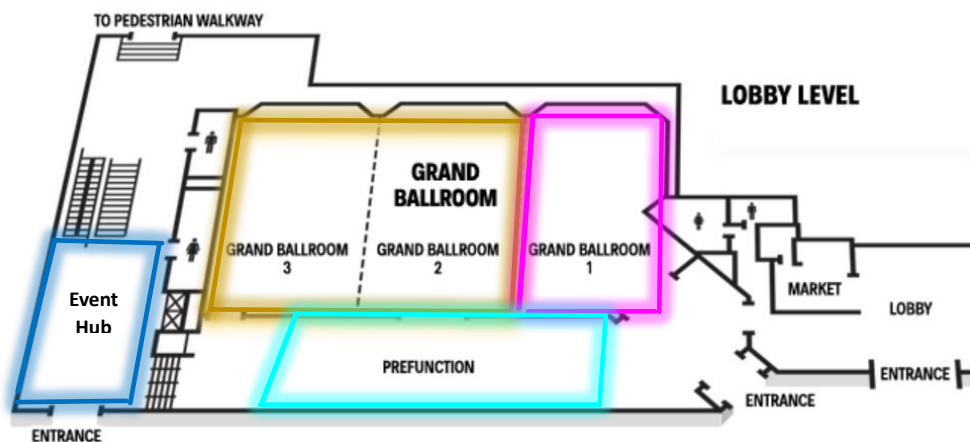 TO PEDESTRIAN WALKWAY
LOBBY LEVEL
GRAND
BALLROOM
GRAND BALLROOM
3
GRAND BALLROOM
2
GRAND BALLROOM
1
Event
Hub
MARKET
LOBBY
PREFUNCTION
ENTRANCE
ENTRANCE
ENTRANCE